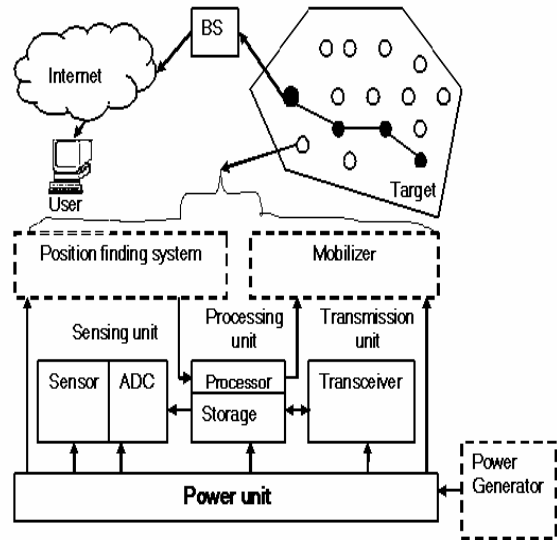 BS
Internet
User
Target
Position finding system
Mobilizer
Sensing unit
Processing
unit
Transmission
unit
Sensor
ADC
Processor
Storage
Transceiver
Power unit
Power
Generator